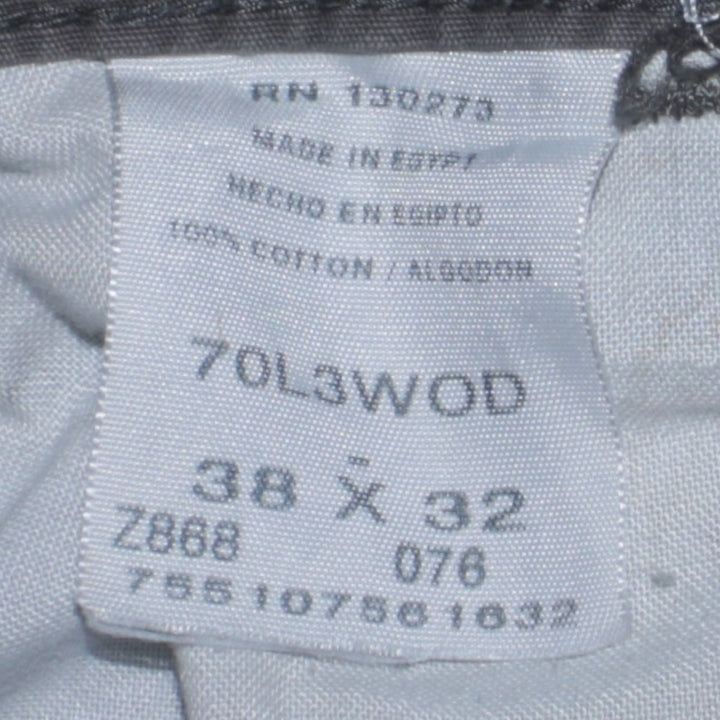 RN 130273
MADE IN EGYPT
HECHO EN EGIPTO
100% COTTON / ALGODON
70L3WOD
38 X 32
Z868 076
755107561632